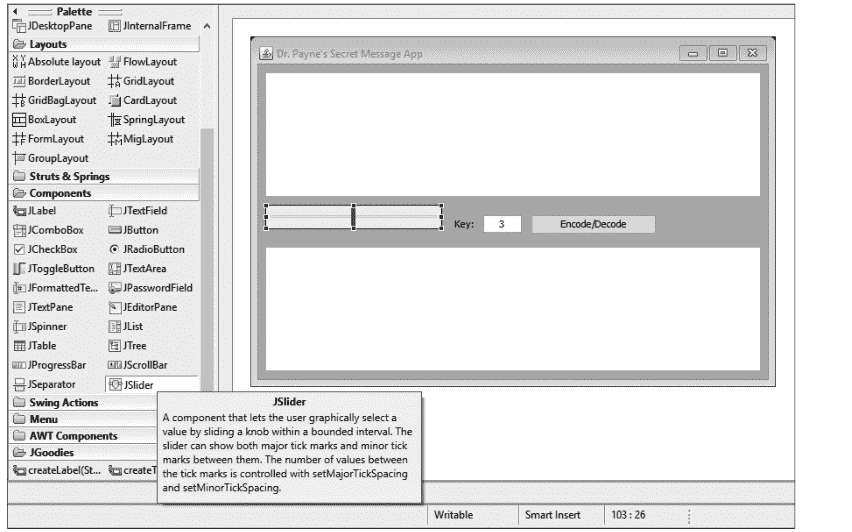 Palette
JDesktopPane JInternalFrame
Layouts
Absolute layout FlowLayout
BorderLayout GridLayout
GridBagLayout CardLayout
BoxLayout SpringLayout
FormLayout MigLayout
GroupLayout
Struts & Springs
Components
JLabel JTextField
JComboBox JButton
JCheckBox JRadioButton
JToggleButton JTextArea
JFormattedTe... JPasswordField
JTextPane JEditorPane
JSpinner JList
JTable JTree
JProgressBar JScrollBar
JSeparator JSlider
Swing Actions
Menu
AWT Components
JGoodies
createLabel(St... createT
Dr. Payne's Secret Message App
Key: 3 Encode/Decode
JSlider
A component that lets the user graphically select a
value by sliding a knob within a bounded interval. The
slider can show both major tick marks and minor tick
marks between them. The number of values between
the tick marks is controlled with setMajorTickSpacing
and setMinorTickSpacing.
Writable Smart Insert 103 : 26